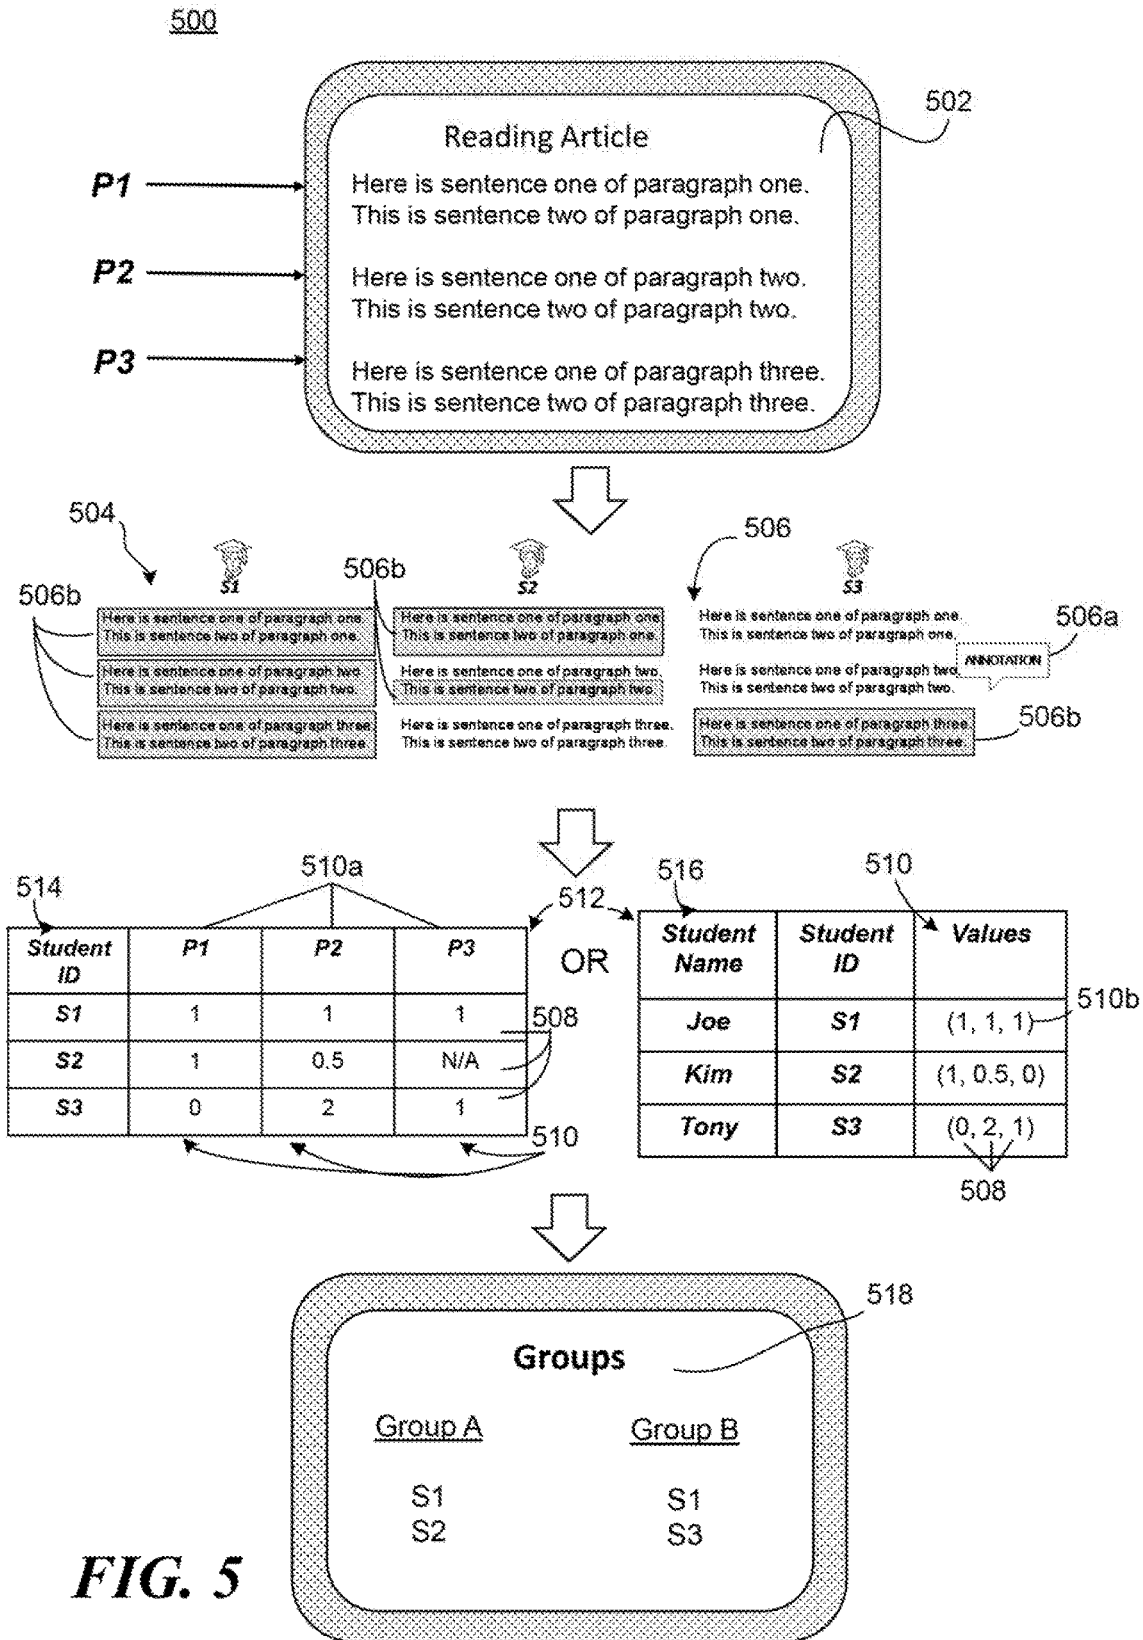 500
502
Reading Article
P1
Here is sentence one of paragraph one.
This is sentence two of paragraph one.
P2
Here is sentence one of paragraph two.
This is sentence two of paragraph two.
P3
Here is sentence one of paragraph three.
This is sentence two of paragraph three.
504
506
506b
S1
506b
S2
S3
506a
Here is sentence one of paragraph one.
This is sentence two of paragraph one.
Here is sentence one of paragraph two.
This is sentence two of paragraph two.
Here is sentence one of paragraph three.
This is sentence two of paragraph three.
Here is sentence one of paragraph one.
This is sentence two of paragraph one.
Here is sentence one of paragraph two.
This is sentence two of paragraph two.
Here is sentence one of paragraph three.
This is sentence two of paragraph three.
Here is sentence one of paragraph one.
This is sentence two of paragraph one.
ANNOTATION
Here is sentence one of paragraph two.
This is sentence two of paragraph two.
Here is sentence one of paragraph three.
This is sentence two of paragraph three.
506b
514
510a
512
516
510
Student ID P1 P2 P3
S1 1 1 1
S2 1 0.5 N/A
S3 0 2 1
508
510
OR
Student Name Student ID Values
Joe S1 (1, 1, 1)
Kim S2 (1, 0.5, 0)
Tony S3 (0, 2, 1)
510b
508
518
Groups
Group A Group B
S1 S1
S2 S3
FIG. 5